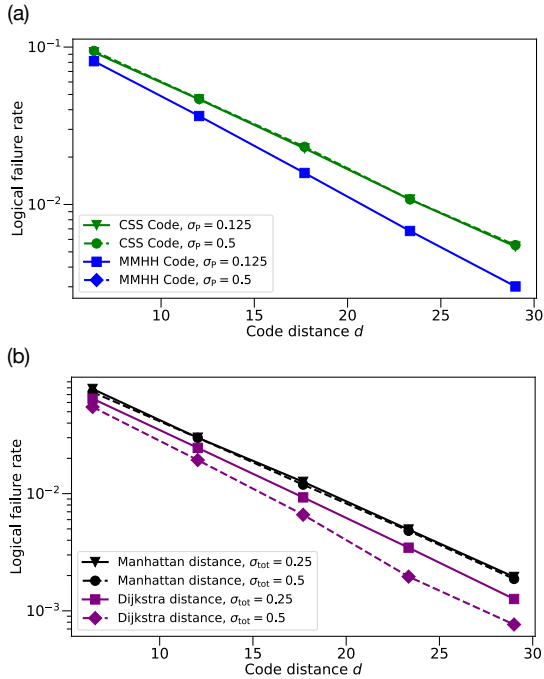 (a)
10⁻¹
10⁻²
Logical failure rate
CSS Code, σP = 0.125
CSS Code, σP = 0.5
MMHH Code, σP = 0.125
MMHH Code, σP = 0.5
10 15 20 25 30
Code distance d
(b)
10⁻²
10⁻³
Logical failure rate
Manhattan distance, σtot = 0.25
Manhattan distance, σtot = 0.5
Dijkstra distance, σtot = 0.25
Dijkstra distance, σtot = 0.5
10 15 20 25 30
Code distance d